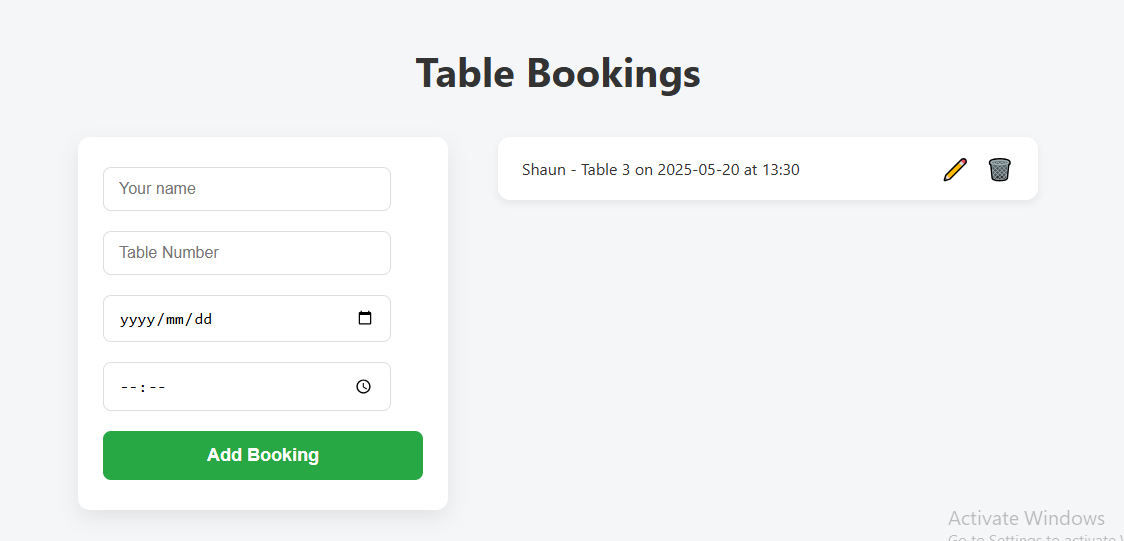 Table Bookings
Your name
Table Number
yyyy/mm/dd
--:--
Add Booking
Shaun - Table 3 on 2025-05-20 at 13:30
Activate Windows
Go to Settings to activate